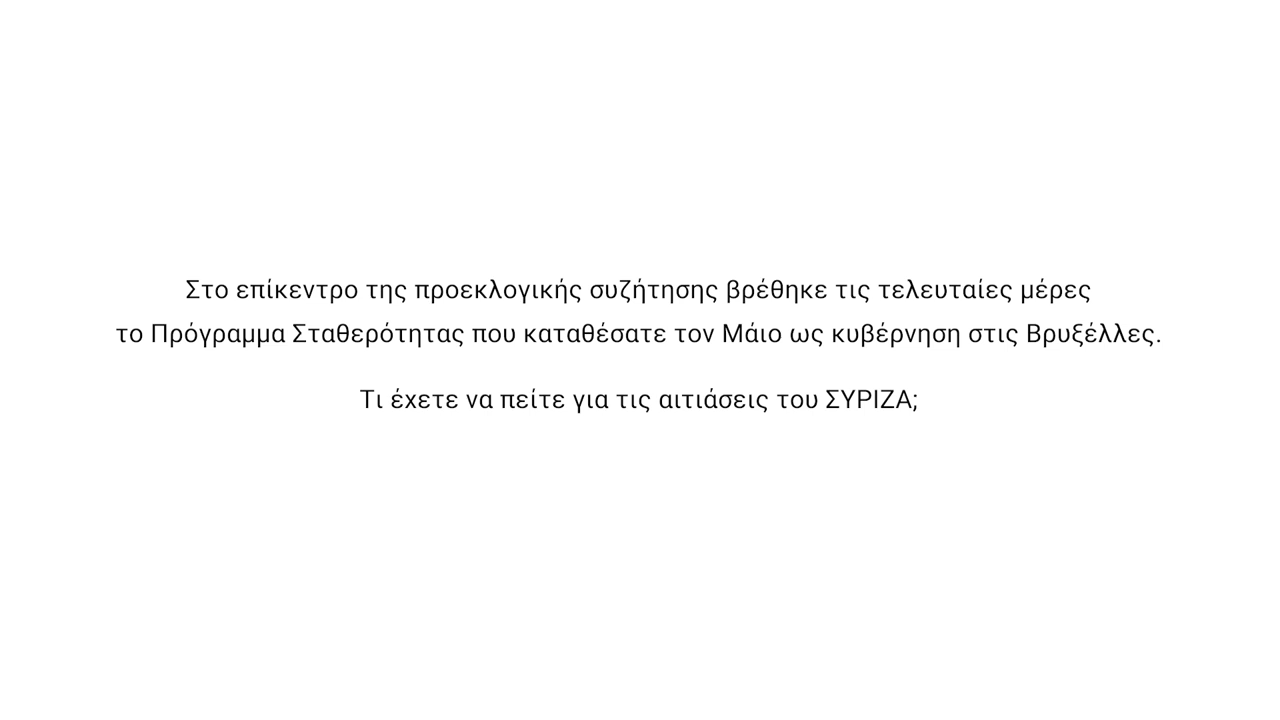 Στο επίκεντρο της προεκλογικής συζήτησης βρέθηκε τις τελευταίες μέρες
το Πρόγραμμα Σταθερότητας που καταθέσατε τον Μάιο ως κυβέρνηση στις Βρυξέλλες.
Τι έχετε να πείτε για τις αιτιάσεις του ΣΥΡΙΖΑ;